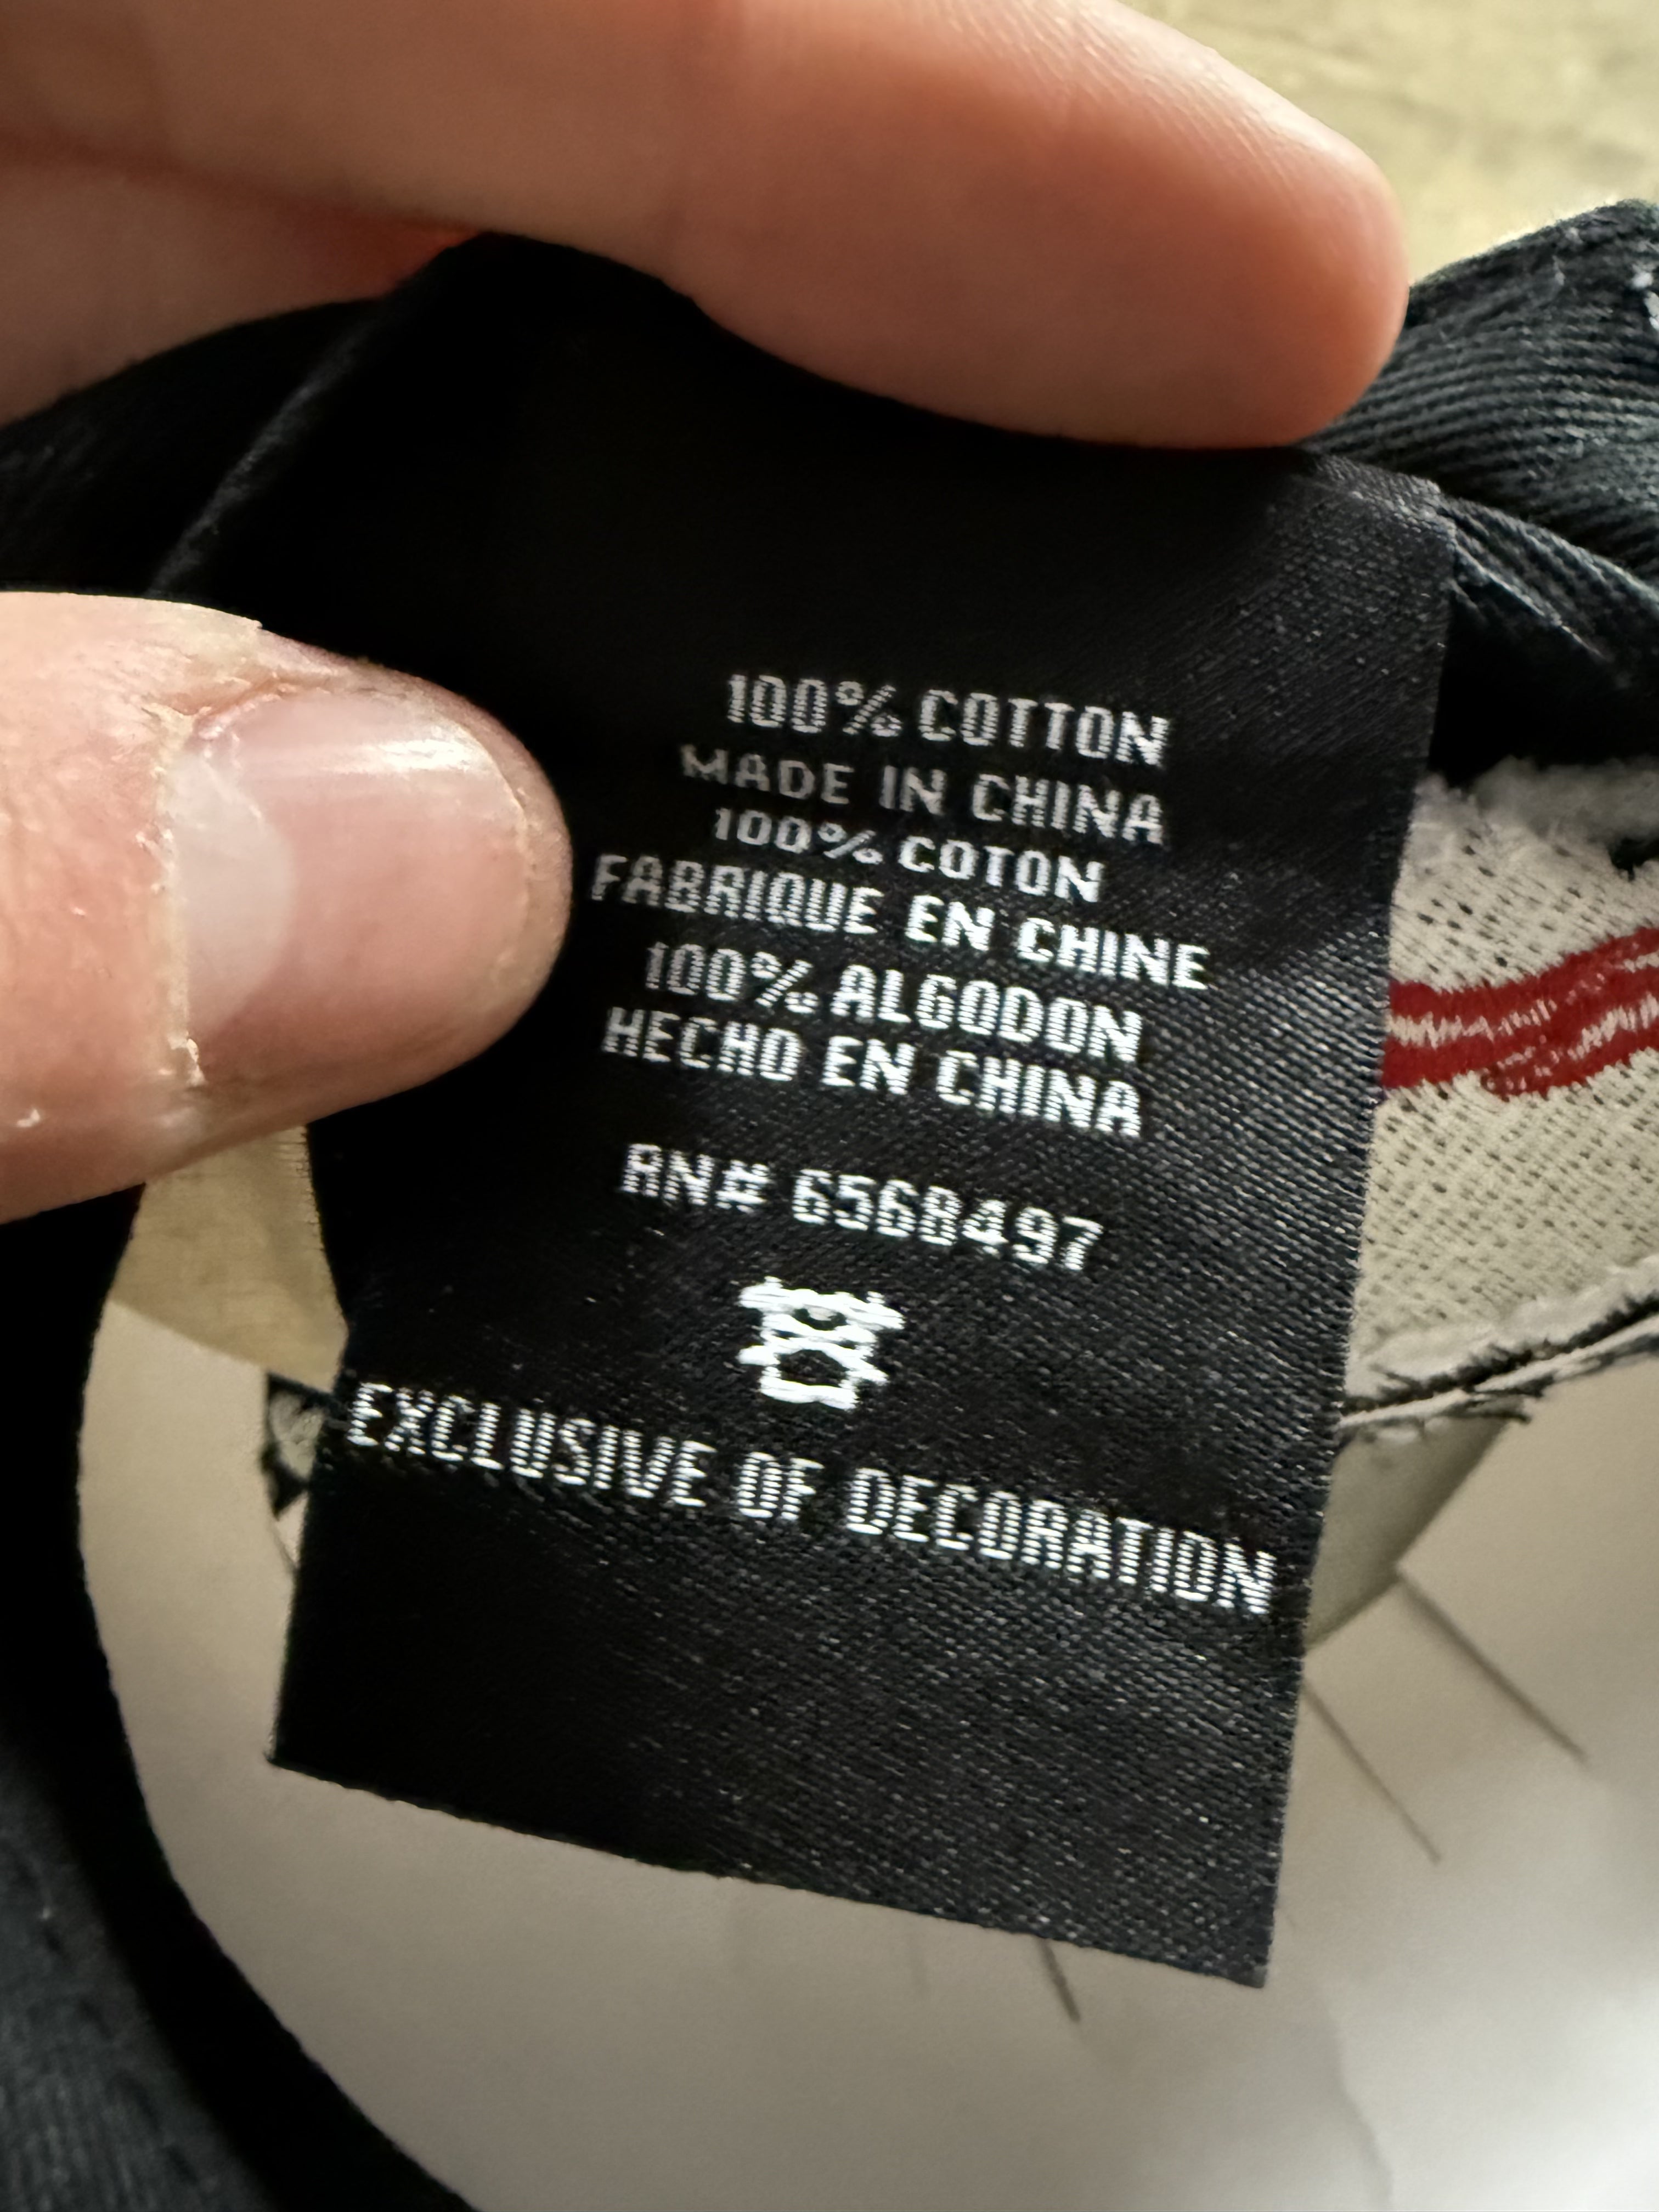 100% COTTON
MADE IN CHINA
100% COTON
FABRIQUE EN CHINE
100% ALGODON
HECHO EN CHINA
RN# 6568497
EXCLUSIVE OF DECORATION